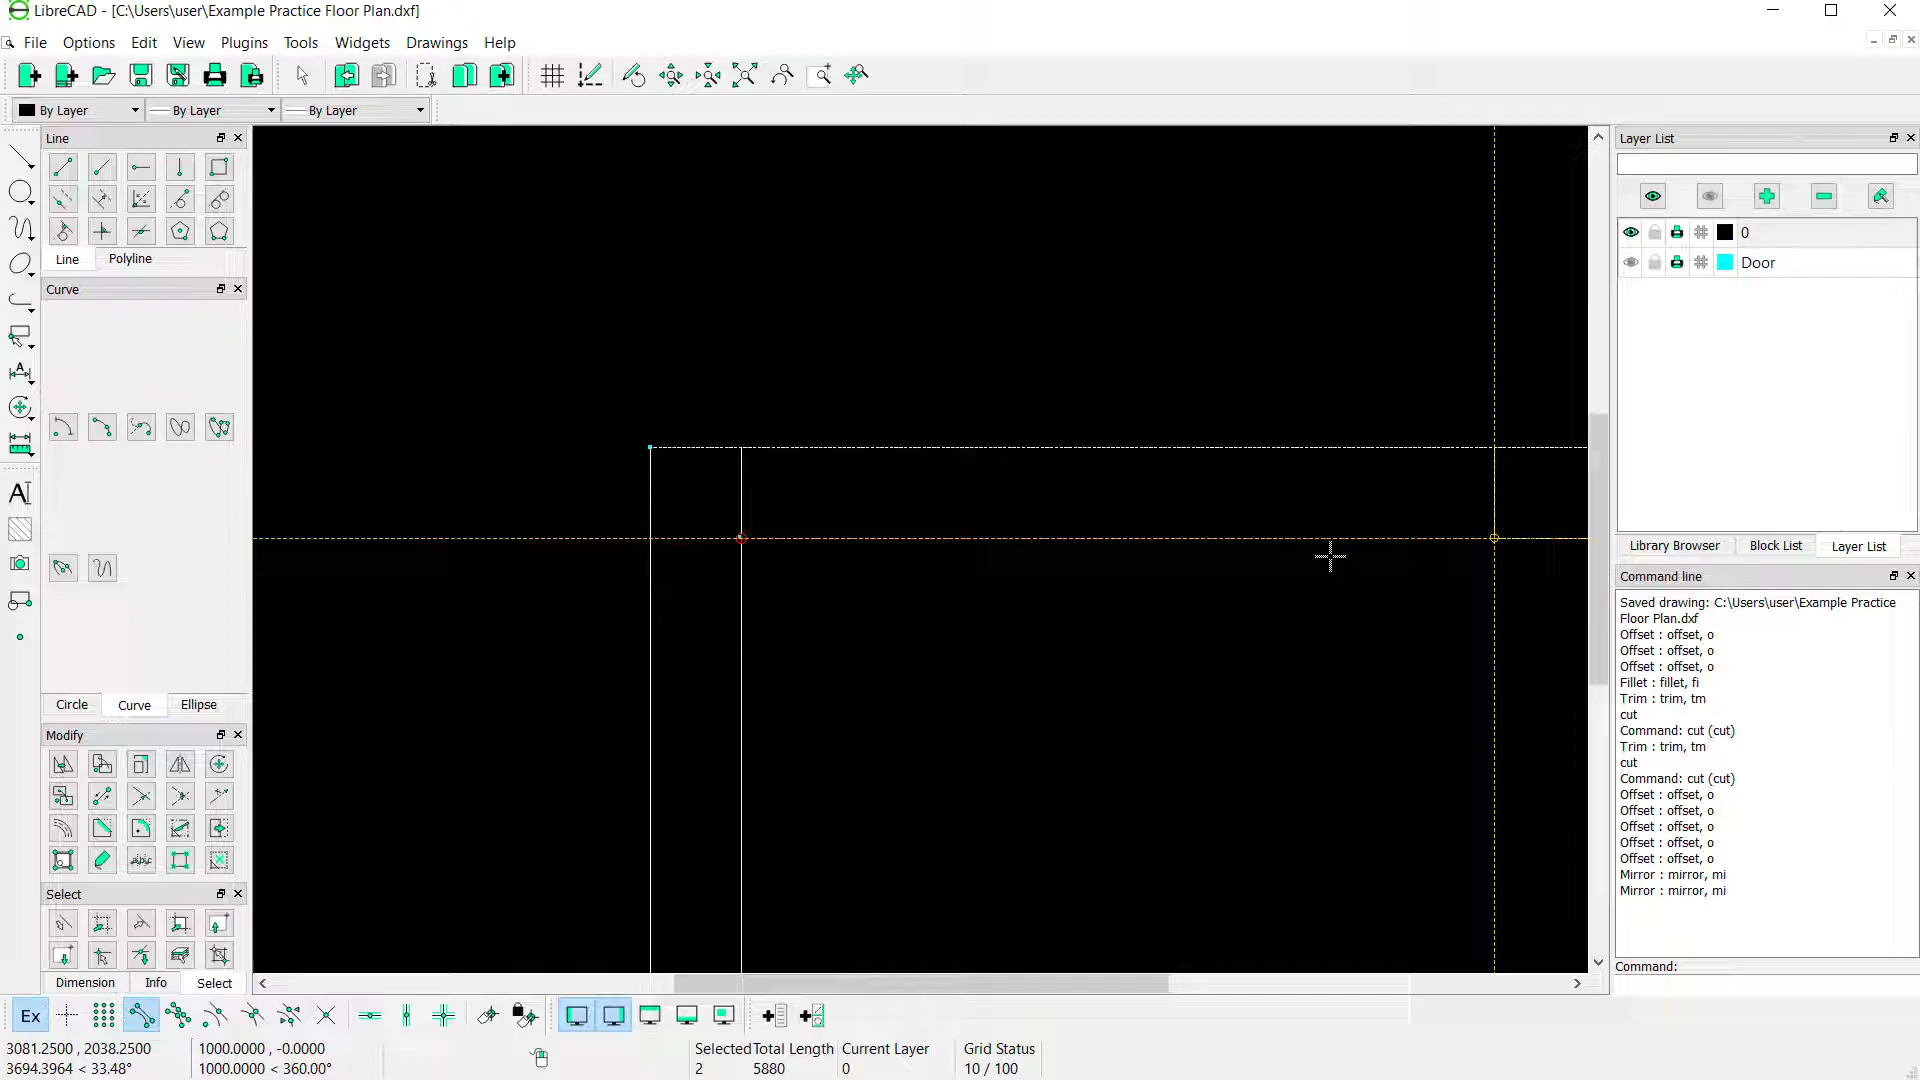 LibreCAD - [C:\Users\user\Example Practice Floor Plan.dxf]
File Options Edit View Plugins Tools Widgets Drawings Help
By Layer By Layer By Layer
Line
Line Polyline
Curve
Circle Curve Ellipse
Modify
Select
Dimension Info Select
Layer List
0
Door
Library Browser Block List Layer List
Command line
Saved drawing: C:\Users\user\Example Practice
Floor Plan.dxf
Offset : offset, o
Offset : offset, o
Offset : offset, o
Fillet : fillet, fi
Trim : trim, tm
cut
Command: cut (cut)
Trim : trim, tm
cut
Command: cut (cut)
Offset : offset, o
Offset : offset, o
Offset : offset, o
Offset : offset, o
Offset : offset, o
Mirror : mirror, mi
Mirror : mirror, mi
Command:
Ex
3081.2500 , 2038.2500
3694.3964 < 33.48°
1000.0000 , -0.0000
1000.0000 < 360.00°
Selected Total Length Current Layer Grid Status
2 5880 0 10 / 100